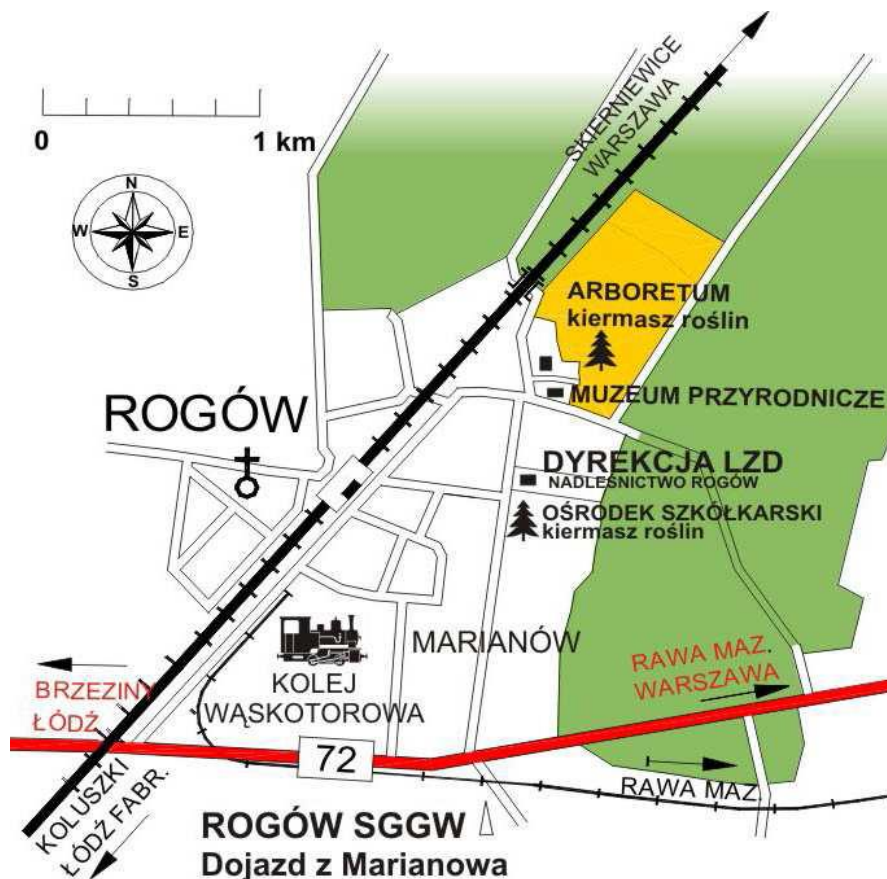 SKIERNIEWICE
WARSZAWA
0 1 km
N
W E
S
ARBORETUM
kiermasz roślin
MUZEUM PRZYRODNICZE
ROGÓW
DYREKCJA LZD
NADLEŚNICTWO ROGÓW
OŚRODEK SZKÓŁKARSKI
kiermasz roślin
MARIANÓW
KOLEJ
WĄSKOTOROWA
RAWA MAZ.
WARSZAWA
BRZEZINY
ŁÓDŹ
72
KOLUSZKI
ŁÓDŹ FABR.
RAWA MAZ.
ROGÓW SGGW
Dojazd z Marianowa